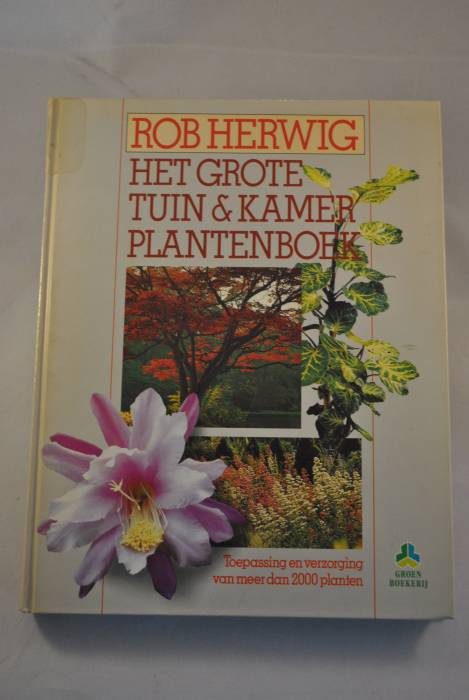 ROB HERWIG
HET GROTE
TUIN & KAMER
PLANTENBOEK
Toepassing en verzorging
van meer dan 2000 planten
GROEN
BOEKERIJ